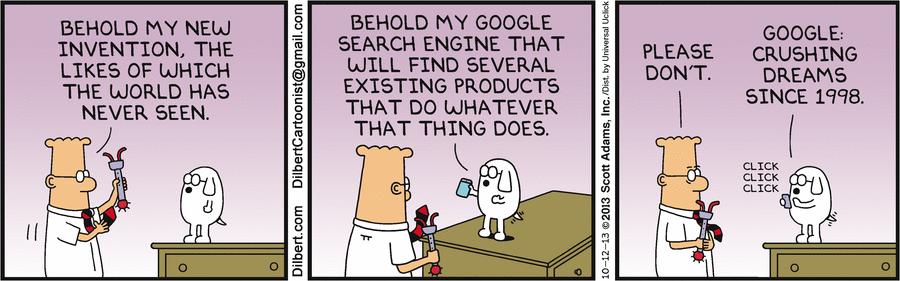 BEHOLD MY NEW
INVENTION, THE
LIKES OF WHICH
THE WORLD HAS
NEVER SEEN.
Dilbert.com DilbertCartoonist@gmail.com
BEHOLD MY GOOGLE
SEARCH ENGINE THAT
WILL FIND SEVERAL
EXISTING PRODUCTS
THAT DO WHATEVER
THAT THING DOES.
10-12-13 ©2013 Scott Adams, Inc. /Dist. by Universal Uclick
PLEASE
DON'T.
GOOGLE:
CRUSHING
DREAMS
SINCE 1998.
CLICK
CLICK
CLICK